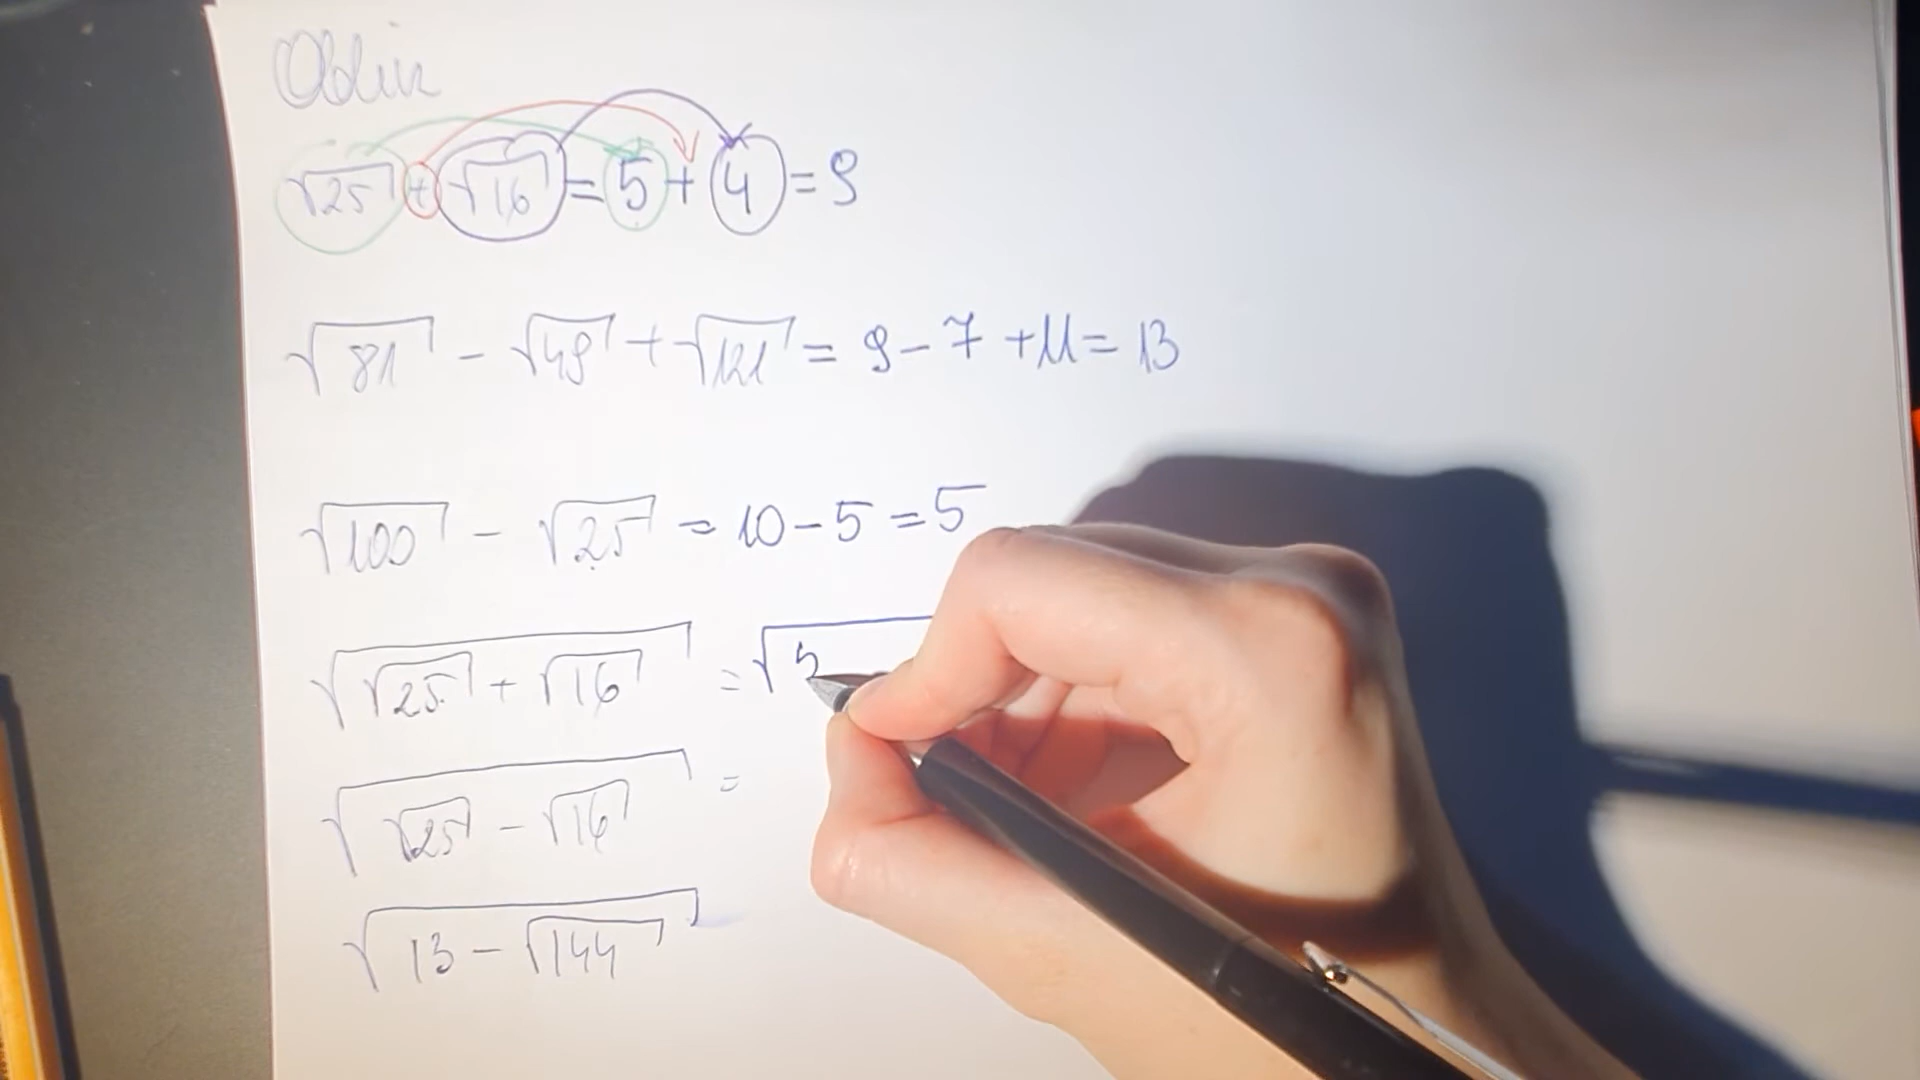 Oblicz
√25 + √16 = 5 + 4 = 9
√81 - √49 + √121 = 9 - 7 + 11 = 13
√100 - √25 = 10 - 5 = 5
√(√25 + √16) = √5
√(√25 - √16) =
√(13 - √144)